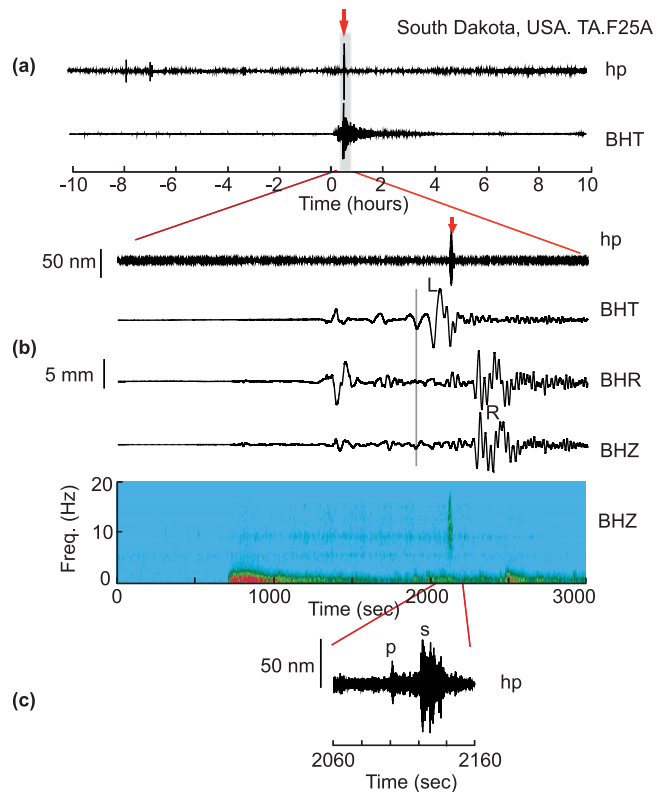 South Dakota, USA. TA.F25A
(a)
hp
BHT
-10 -8 -6 -4 -2 0 2 4 6 8 10
Time (hours)
hp
50 nm
BHT
L
(b)
5 mm
BHR
R
BHZ
20
10
0
Freq. (Hz)
BHZ
0 1000 2000 3000
Time (sec)
p s
50 nm
hp
(c)
2060 2160
Time (sec)